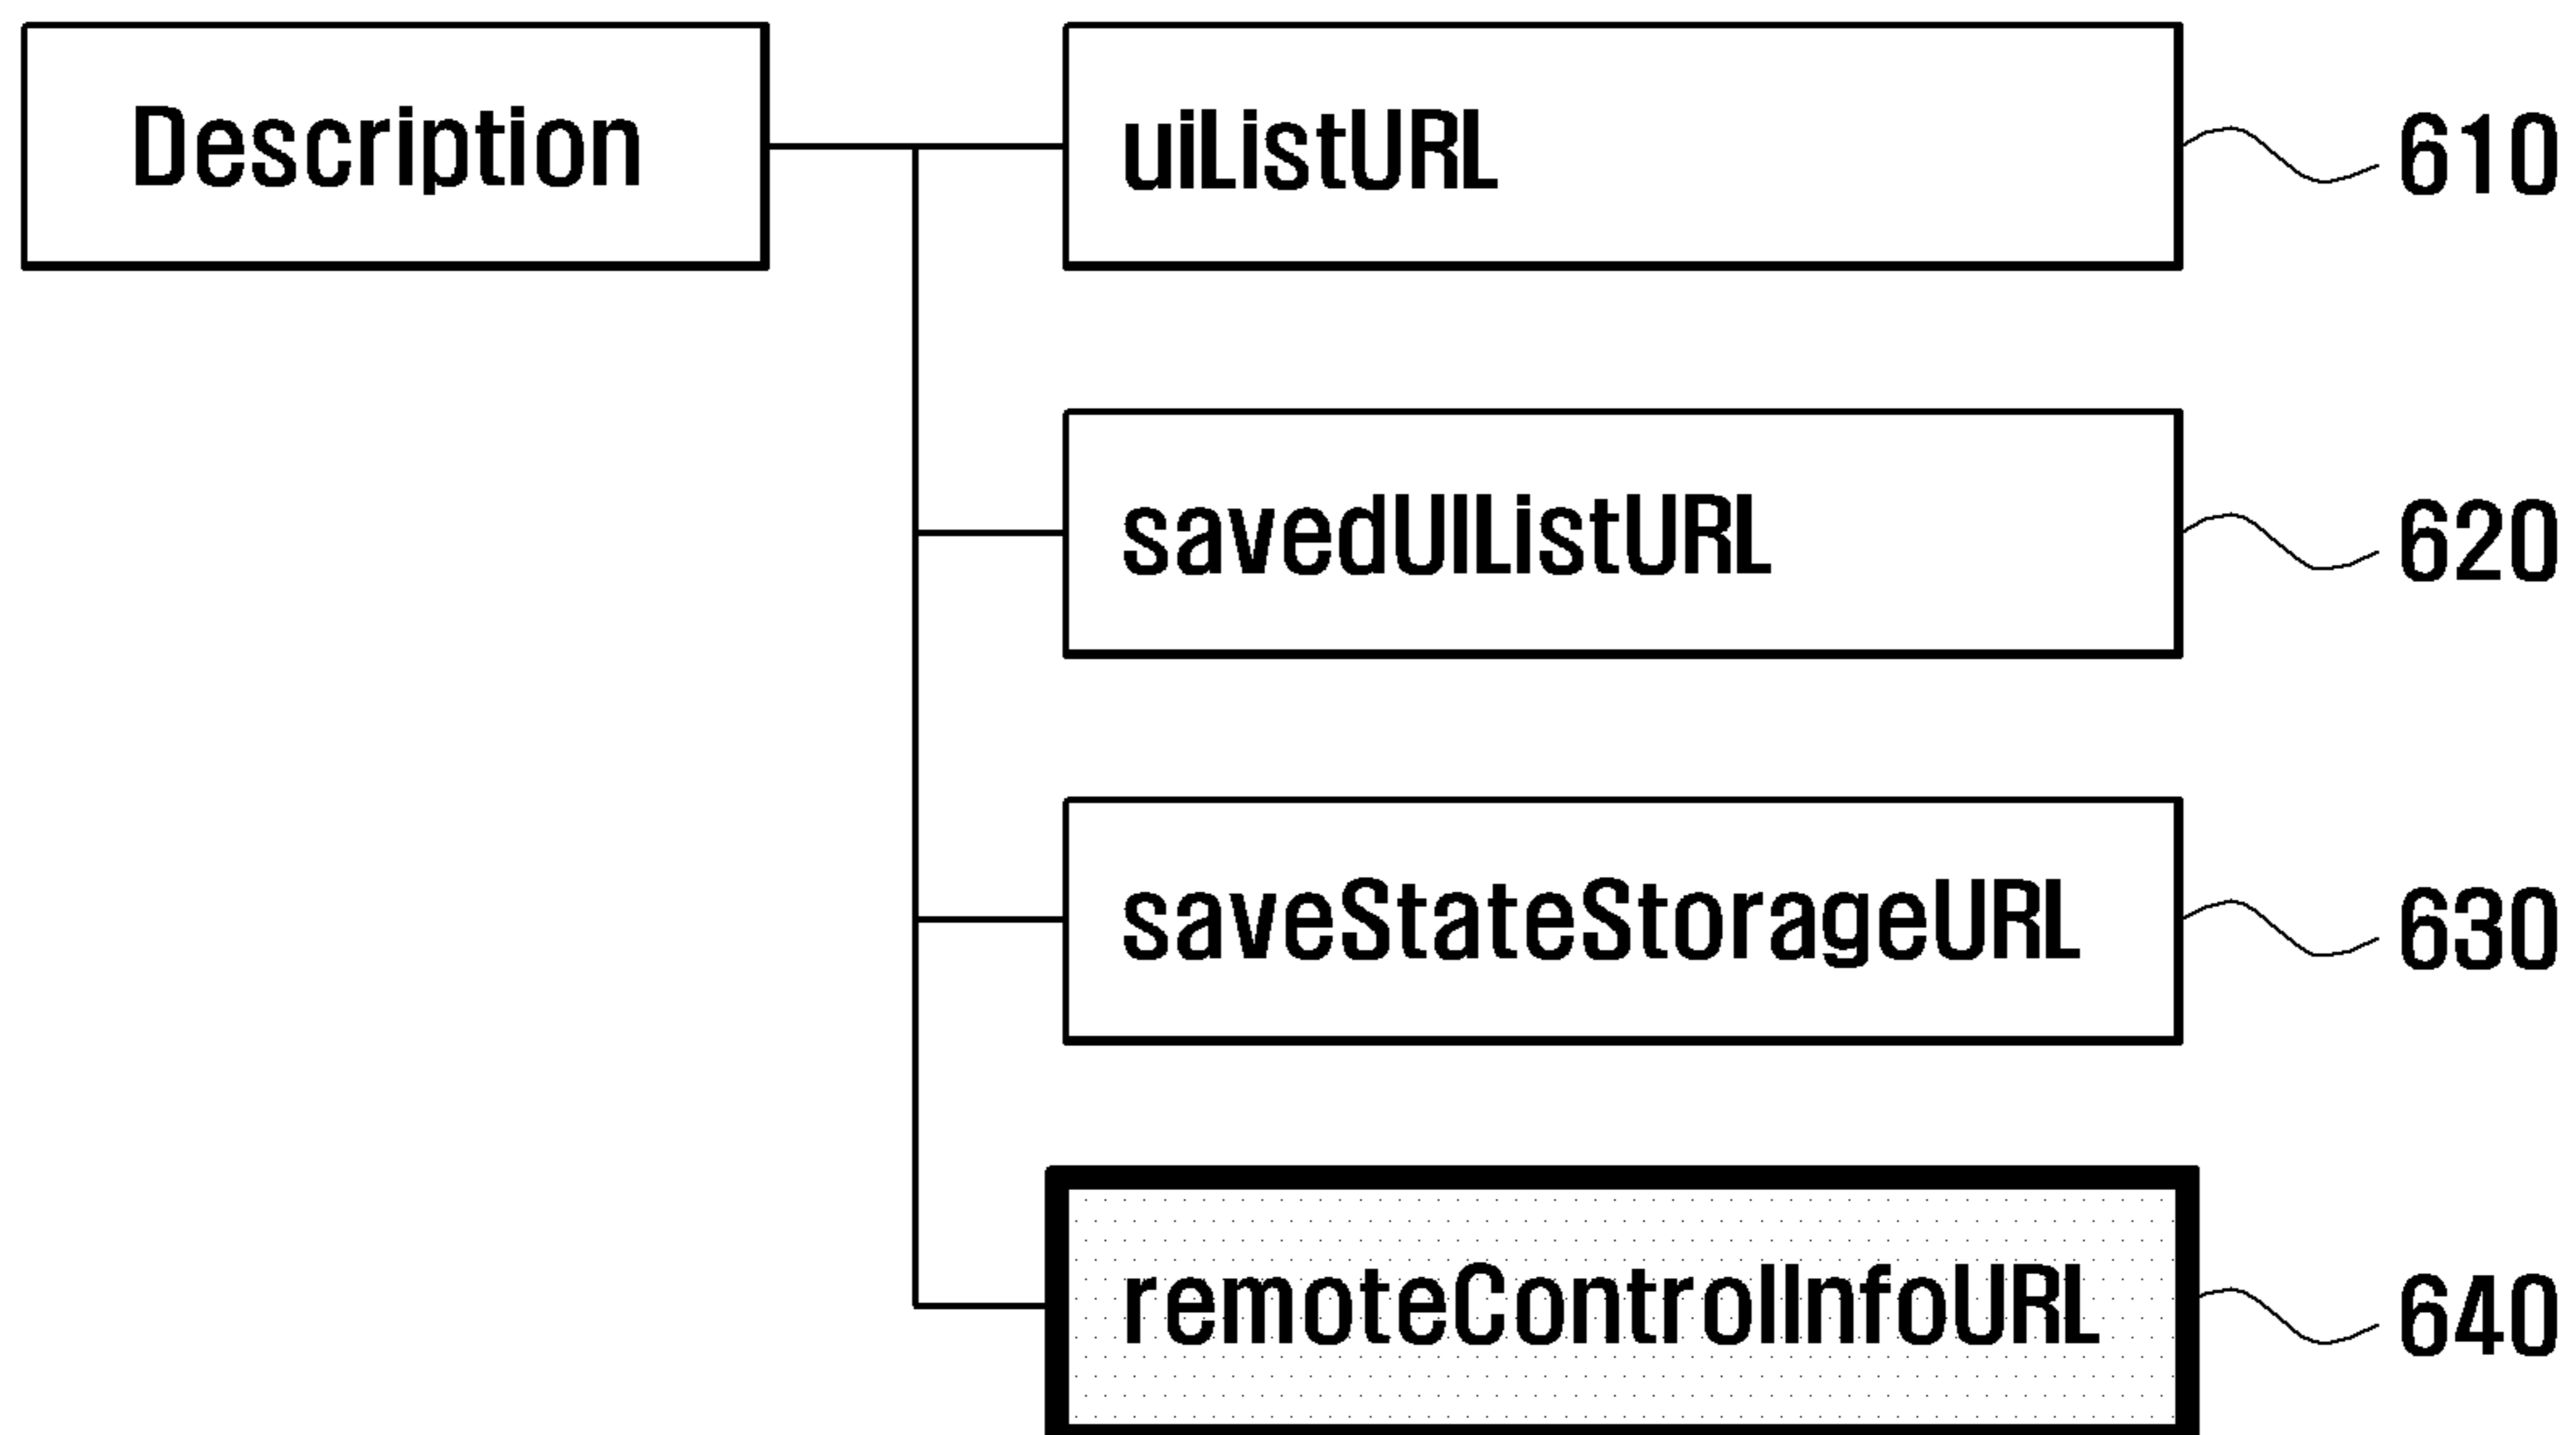 Description
uiListURL
610
savedUIListURL
620
saveStateStorageURL
630
remoteControlInfoURL
640